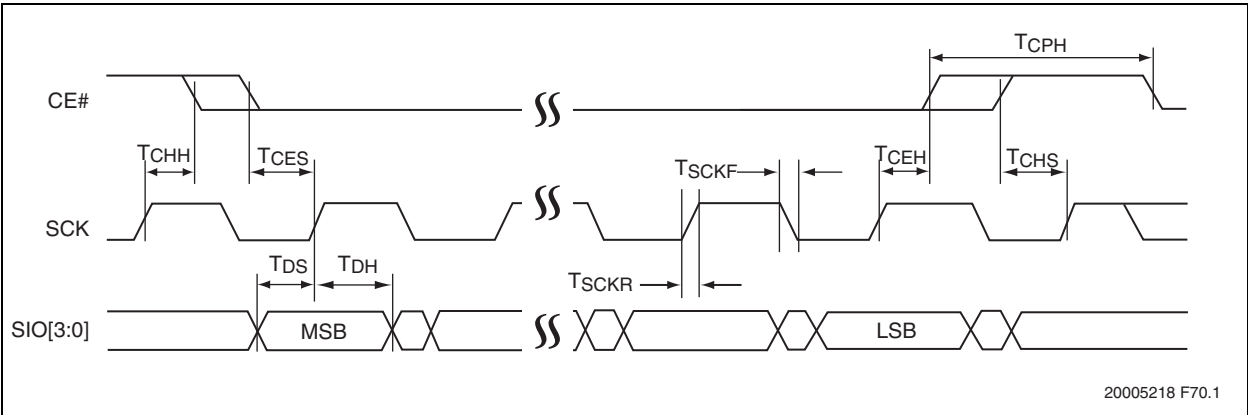 TCPH
CE#
TCHH
TCES
TSCKF
TCEH
TCHS
SCK
TDS
TDH
TSCKR
SIO[3:0]
MSB
LSB
20005218 F70.1